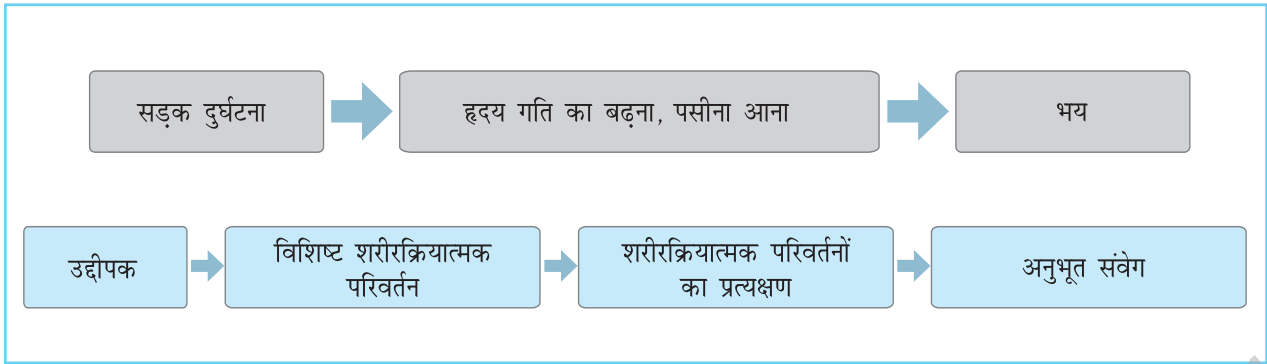 सड़क दुर्घटना
हृदय गति का बढ़ना, पसीना आना
भय
उद्दीपक
विशिष्ट शरीरक्रियात्मक
परिवर्तन
शरीरक्रियात्मक परिवर्तनों
का प्रत्यक्षण
अनुभूत संवेग